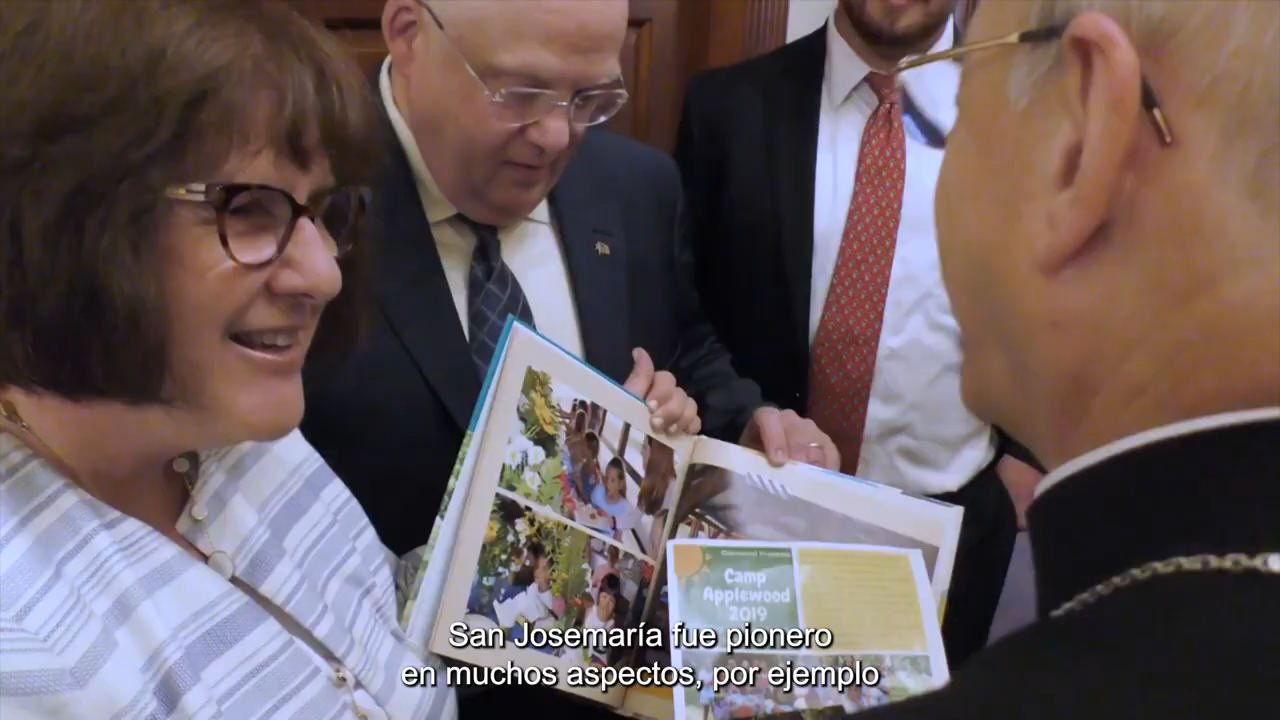 Camp
Applewood
2019
San Josemaría fue pionero
en muchos aspectos, por ejemplo